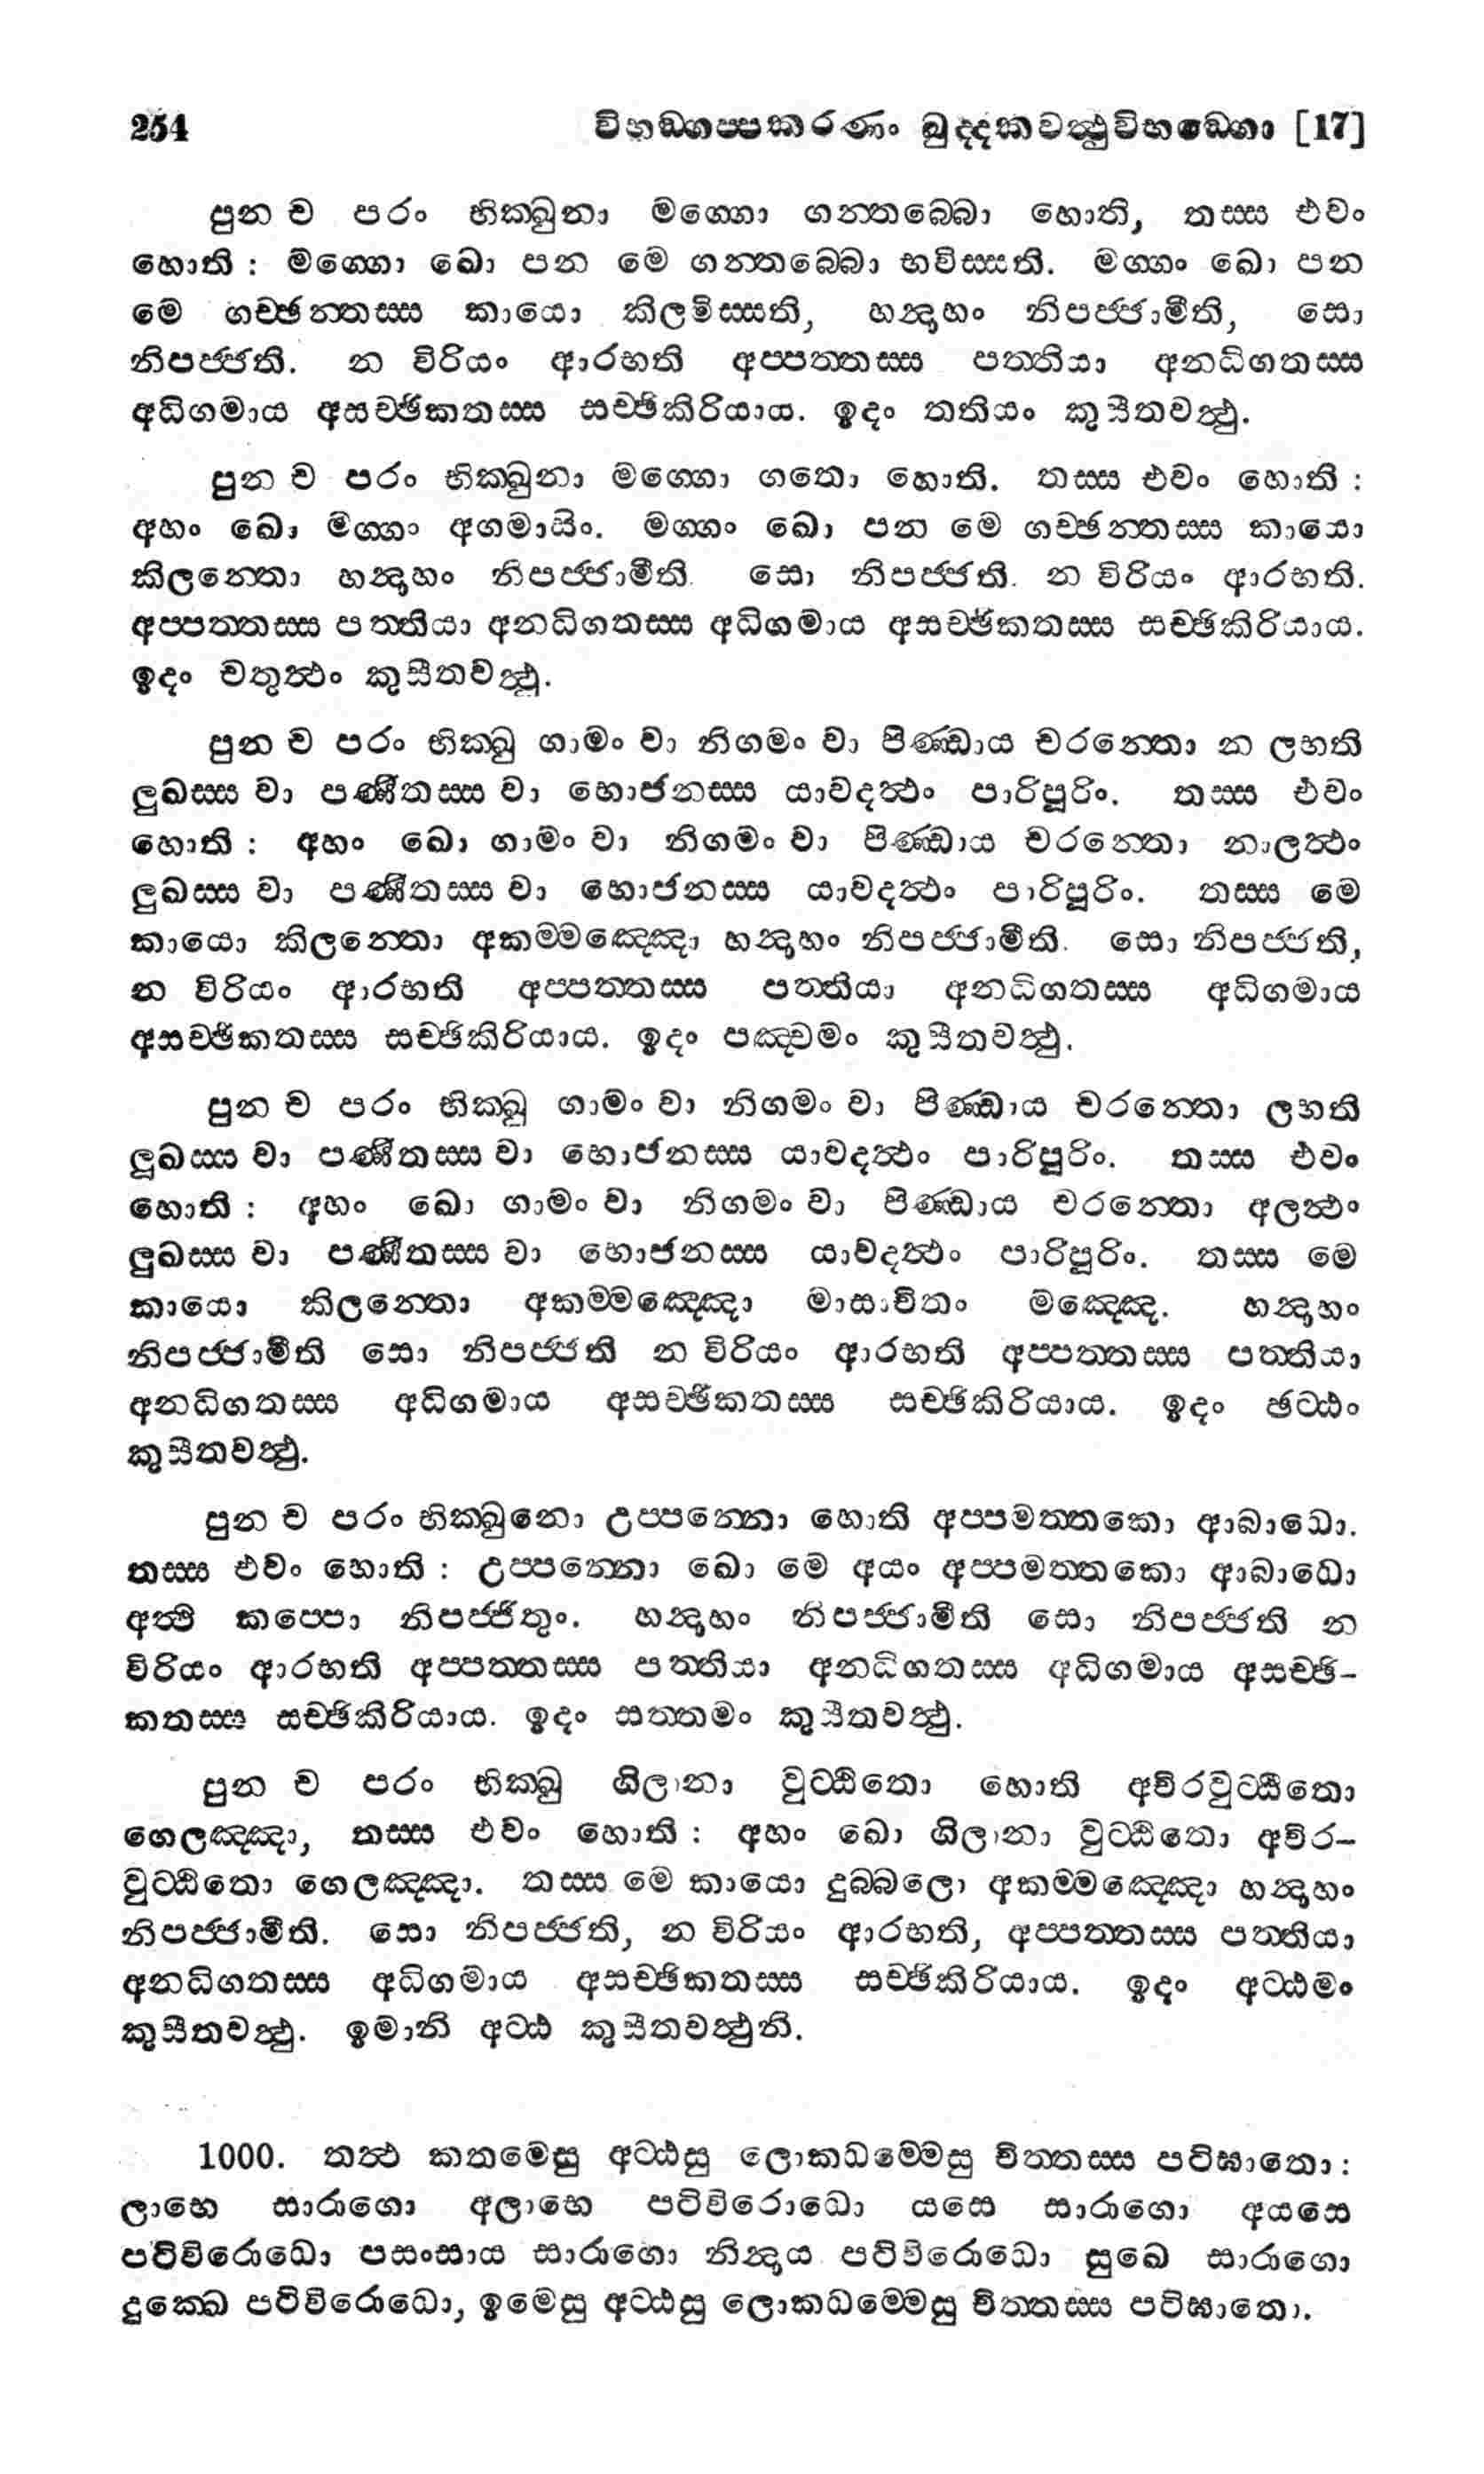 254 විභඞ්ගප්පකරණං ඛුද්දකවත්ථුවිභඞ්ගො [17]
පුන ච පරං භික්ඛුනා මග්ගො ගන්තබ්බො හොති, තස්ස එවං
හොති : මග්ගො ඛො පන මෙ ගන්තබ්බො භවිස්සති. මග්ගං ඛො පන
මෙ ගච්ඡන්තස්ස කායො කිලමිස්සති, හන්දාහං නිපජ්ජාමීති, සො
නිපජ්ජති. න විරියං ආරභති අප්පත්තස්ස පත්තියා අනධිගතස්ස
අධිගමාය අසච්ඡිකතස්ස සච්ඡිකිරියාය. ඉදං තතියං කුසීතවත්ථු.
පුන ච පරං භික්ඛුනා මග්ගො ගතො හොති. තස්ස එවං හොති :
අහං ඛො මග්ගං අගමාසිං. මග්ගං ඛො පන මෙ ගච්ඡන්තස්ස කායො
කිලන්තො හන්දාහං නිපජ්ජාමීති. සො නිපජ්ජති. න විරියං ආරභති.
අප්පත්තස්ස පත්තියා අනධිගතස්ස අධිගමාය අසච්ඡිකතස්ස සච්ඡිකිරියාය.
ඉදං චතුත්ථං කුසීතවත්ථු.
පුන ච පරං භික්ඛු ගාමං වා නිගමං වා පිණ්ඩාය චරන්තො න ලභති
ලුඛස්ස වා පණීතස්ස වා භොජනස්ස යාවදත්ථං පාරිපූරිං. තස්ස එවං
හොති : අහං ඛො ගාමං වා නිගමං වා පිණ්ඩාය චරන්තො නාලත්ථං
ලුඛස්ස වා පණීතස්ස වා භොජනස්ස යාවදත්ථං පාරිපූරිං. තස්ස මෙ
කායො කිලන්තො අකම්මඤ්ඤො හන්දාහං නිපජ්ජාමීති. සො නිපජ්ජති,
න විරියං ආරභති අප්පත්තස්ස පත්තියා අනධිගතස්ස අධිගමාය
අසච්ඡිකතස්ස සච්ඡිකිරියාය. ඉදං පඤ්චමං කුසීතවත්ථු.
පුන ච පරං භික්ඛු ගාමං වා නිගමං වා පිණ්ඩාය චරන්තො ලභති
ලූඛස්ස වා පණීතස්ස වා භොජනස්ස යාවදත්ථං පාරිපූරිං. තස්ස එවං
හොති : අහං ඛො ගාමං වා නිගමං වා පිණ්ඩාය චරන්තො අලත්ථං
ලුඛස්ස වා පණීතස්ස වා භොජනස්ස යාවදත්ථං පාරිපූරිං. තස්ස මෙ
කායො කිලන්තො අකම්මඤ්ඤො මාසාචිතං මඤ්ඤෙ. හන්දාහං
නිපජ්ජාමීති සො නිපජ්ජති න විරියං ආරභති අප්පත්තස්ස පත්තියා
අනධිගතස්ස අධිගමාය අසච්ඡිකතස්ස සච්ඡිකිරියාය. ඉදං ඡට්ඨං
කුසීතවත්ථු.
පුන ච පරං භික්ඛුනො උප්පන්නො හොති අප්පමත්තකො ආබාධො.
තස්ස එවං හොති : උප්පන්නො ඛො මෙ අයං අප්පමත්තකො ආබාධො
අත්ථි කප්පො නිපජ්ජිතුං. හන්දාහං නිපජ්ජාමීති සො නිපජ්ජති න
විරියං ආරභති අප්පත්තස්ස පත්තියා අනධිගතස්ස අධිගමාය අසච්ඡි-
කතස්ස සච්ඡිකිරියාය. ඉදං සත්තමං කුසීතවත්ථු.
පුන ච පරං භික්ඛු ගිලානා වුට්ඨිතො හොති අචිරවුට්ඨිතො
ගෙලඤ්ඤා, තස්ස එවං හොති : අහං ඛො ගිලානා වුට්ඨිතො අචිර-
වුට්ඨිතො ගෙලඤ්ඤා. තස්ස මෙ කායො දුබ්බලො අකම්මඤ්ඤො හන්දාහං
නිපජ්ජාමීති. සො නිපජ්ජති, න විරියං ආරභති, අප්පත්තස්ස පත්තියා
අනධිගතස්ස අධිගමාය අසච්ඡිකතස්ස සච්ඡිකිරියාය. ඉදං අට්ඨමං
කුසීතවත්ථු. ඉමානි අට්ඨ කුසීතවත්ථුනි.
1000. තත්ථ කතමෙසු අට්ඨසු ලොකධම්මෙසු චිත්තස්ස පටිඝාතො :
ලාභෙ සාරාගො අලාභෙ පටිවිරොධො යසෙ සාරාගො අයසෙ
පටිවිරොධො පසංසාය සාරාගො නින්දාය පටිවිරොධො සුඛෙ සාරාගො
දුක්ඛෙ පටිවිරොධො, ඉමෙසු අට්ඨසු ලොකධම්මෙසු චිත්තස්ස පටිඝාතො.